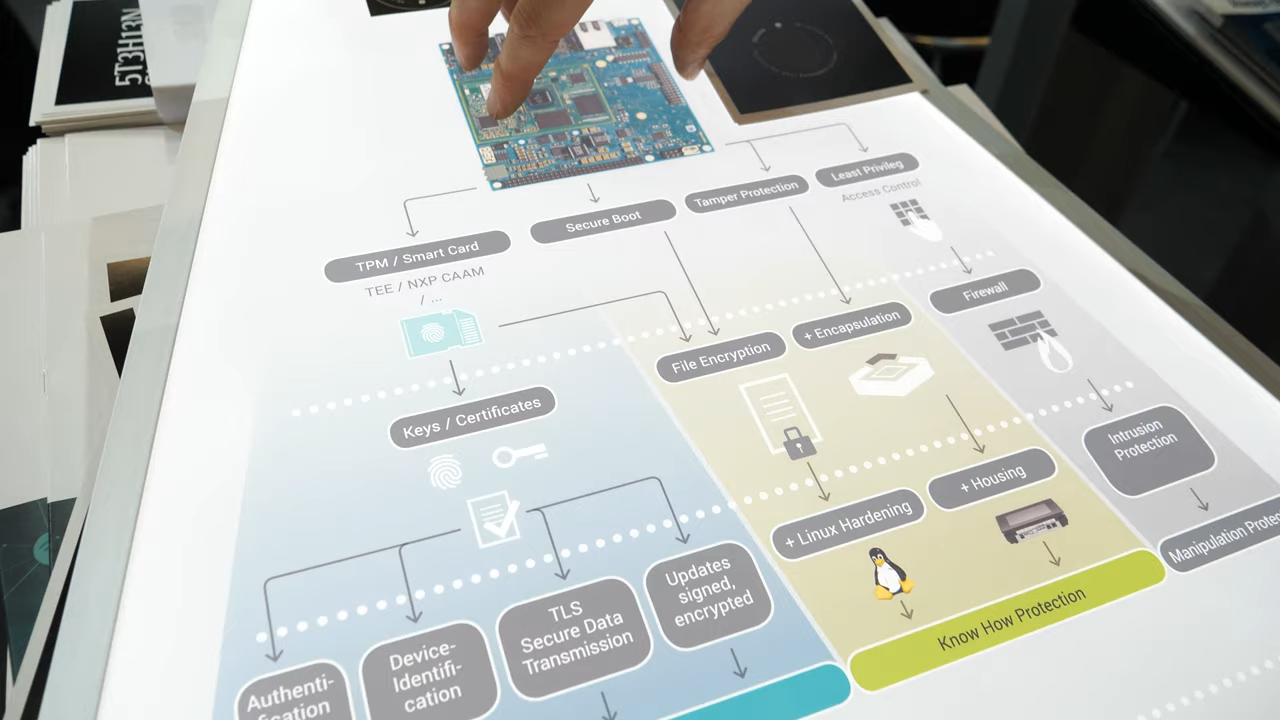 5T3H13N
Least Privileg
Access Control
Tamper Protection
Secure Boot
TPM / Smart Card
TEE / NXP CAAM
/ ...
Firewall
+ Encapsulation
File Encryption
Keys / Certificates
Intrusion
Protection
+ Housing
+ Linux Hardening
Manipulation Protec
Updates
signed,
encrypted
TLS
Secure Data
Transmission
Device-
Identifi-
cation
Authenti-
fication
Know How Protection